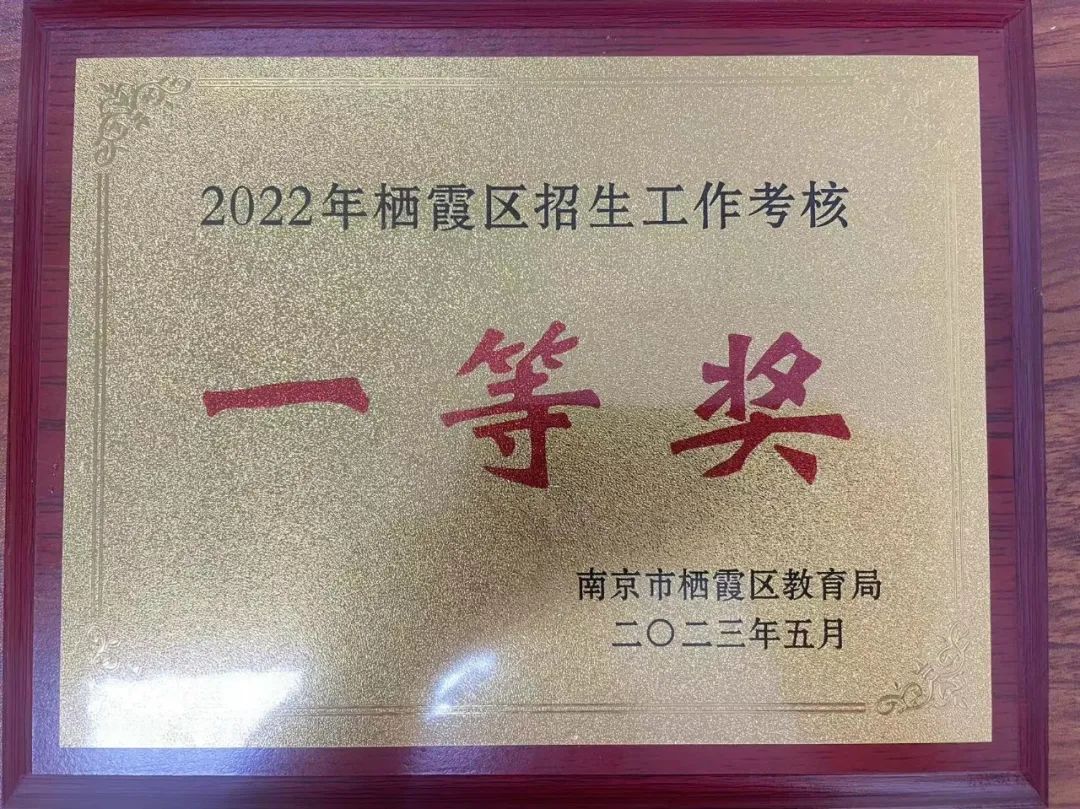 2022年栖霞区招生工作考核
一等奖
南京市栖霞区教育局
二〇二三年五月